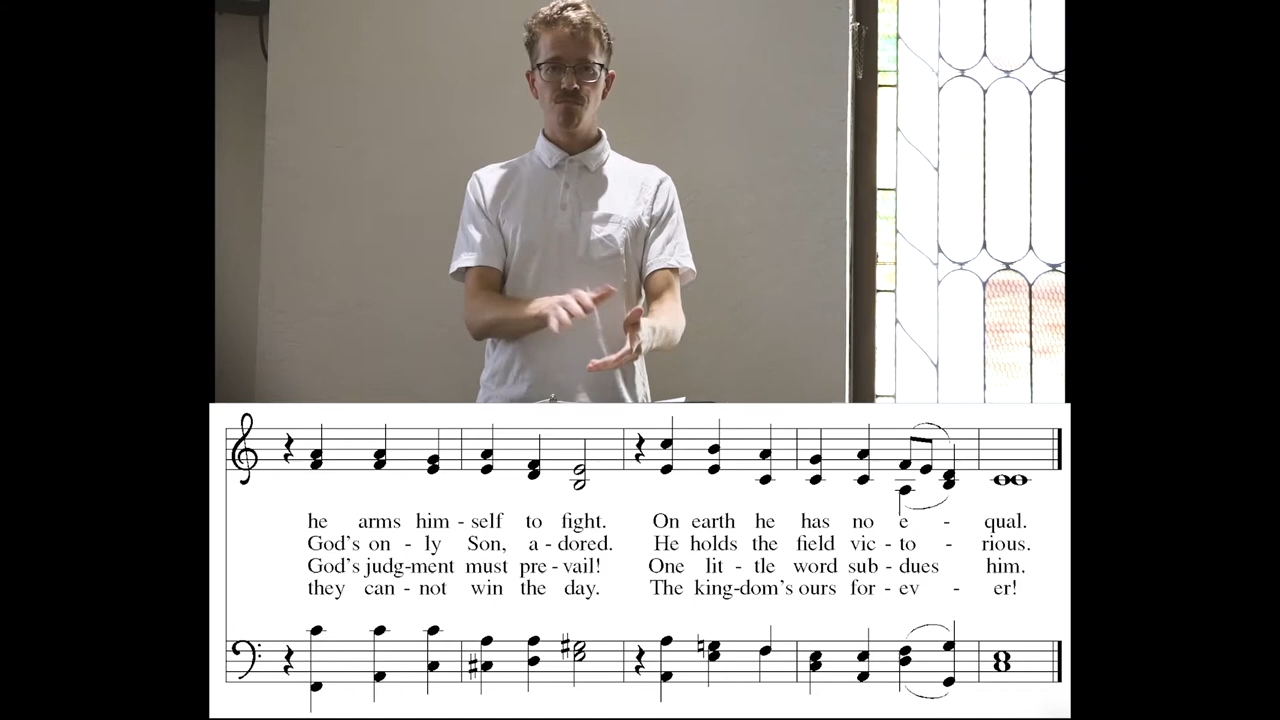 he arms him - self to fight. On earth he has no e - qual.
God's on - ly Son, a - dored. He holds the field vic - to - rious.
God's judg-ment must pre - vail! One lit - tle word sub - dues him.
they can - not win the day. The king-dom's ours for - ev - er!